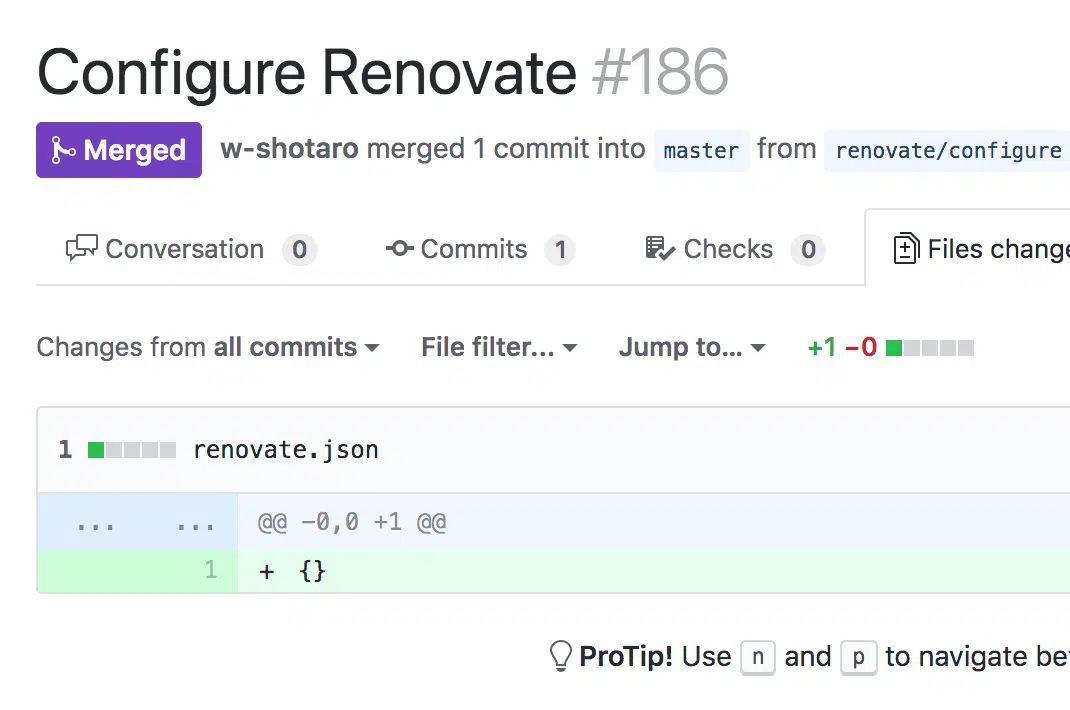 Configure Renovate #186
Merged w-shotaro merged 1 commit into master from renovate/configure
Conversation 0 Commits 1 Checks 0 Files change
Changes from all commits File filter... Jump to... +1 −0
1 renovate.json
... ... @@ −0,0 +1 @@
1 + {}
ProTip! Use n and p to navigate be